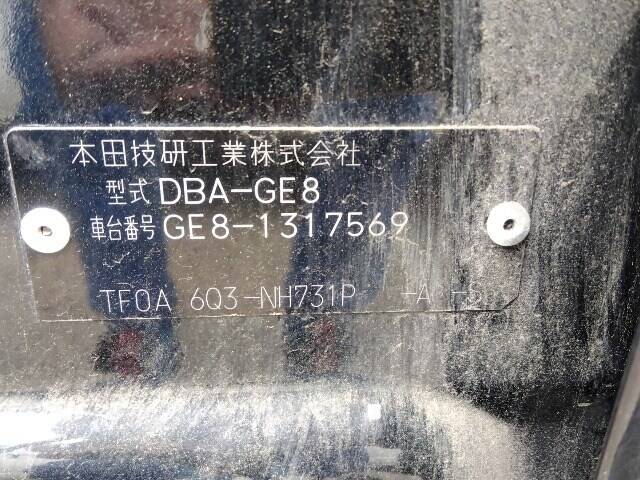 本田技研工業株式会社
型式 DBA-GE8
車台番号 GE8-1317569
TF0A 6Q3-NH731P -A -S